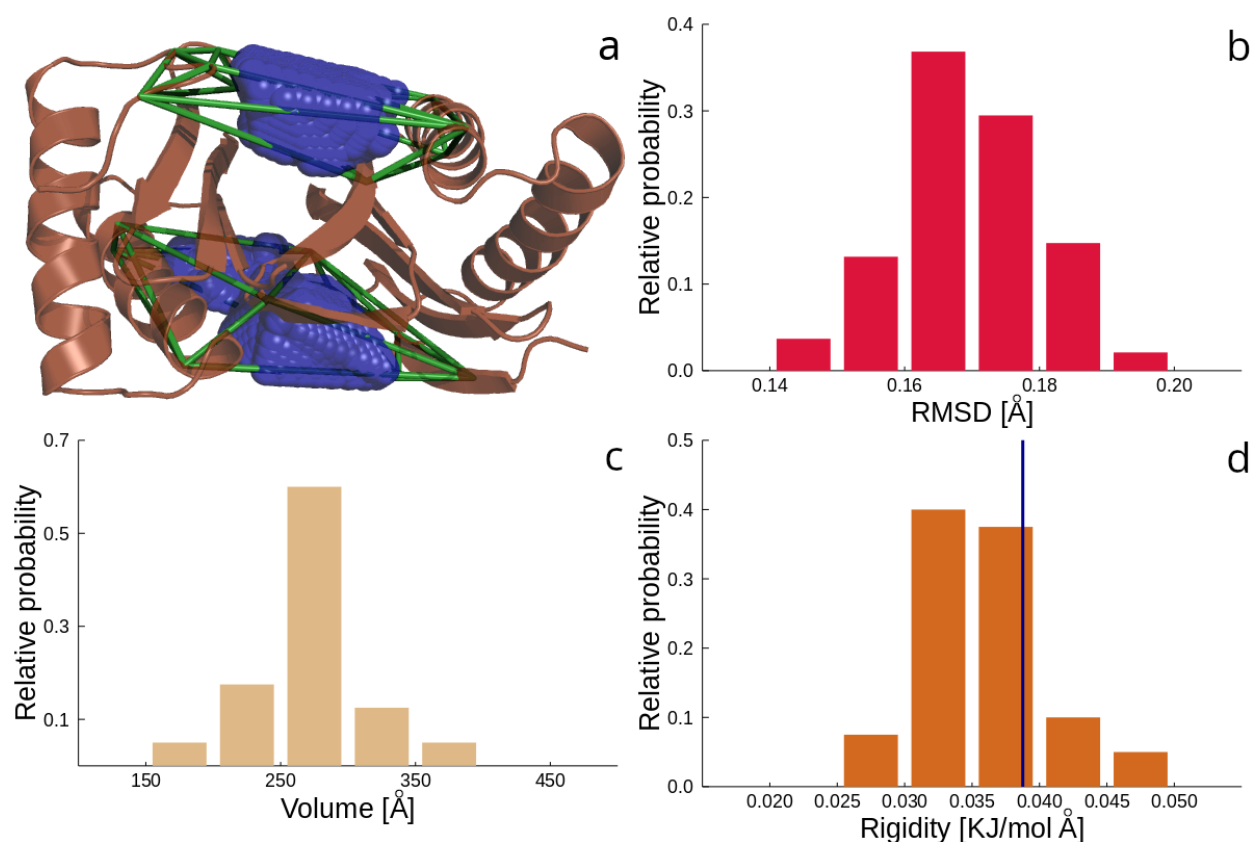 a
b
0.4
0.3
0.2
0.1
0.0
Relative probability
0.14 0.16 0.18 0.20
RMSD [Å]
c
0.7
0.5
0.3
0.1
Relative probability
150 250 350 450
Volume [Å]
d
0.5
0.4
0.3
0.2
0.1
0.0
Relative probability
0.020 0.025 0.030 0.035 0.040 0.045 0.050
Rigidity [KJ/mol Å]